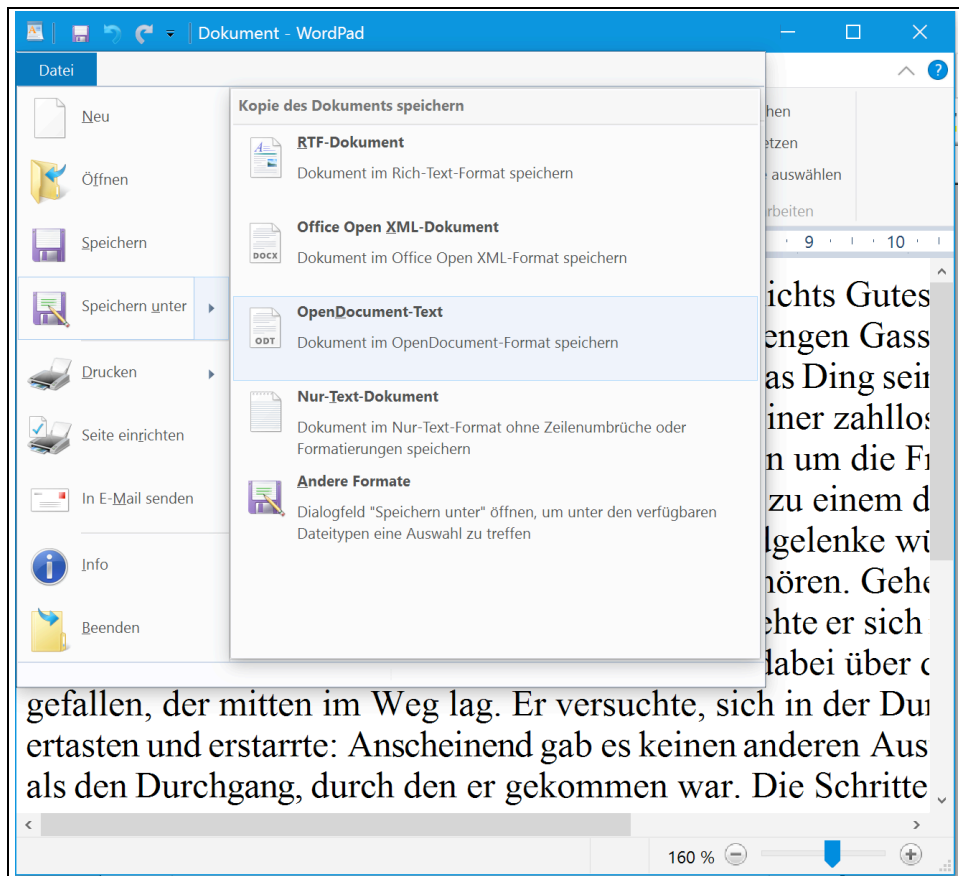 Dokument - WordPad
Datei
Neu
Öffnen
Speichern
Speichern unter
Drucken
Seite einrichten
In E-Mail senden
Info
Beenden
Kopie des Dokuments speichern
RTF-Dokument
Dokument im Rich-Text-Format speichern
Office Open XML-Dokument
DOCX
Dokument im Office Open XML-Format speichern
OpenDocument-Text
ODT
Dokument im OpenDocument-Format speichern
Nur-Text-Dokument
Dokument im Nur-Text-Format ohne Zeilenumbrüche oder
Formatierungen speichern
Andere Formate
Dialogfeld "Speichern unter" öffnen, um unter den verfügbaren
Dateitypen eine Auswahl zu treffen
hen
etzen
auswählen
rbeiten
9 10
ichts Gutes
engen Gass
as Ding sein
iner zahllos
n um die Fr
zu einem d
lgelenke wü
hören. Gehe
ehte er sich
dabei über d
gefallen, der mitten im Weg lag. Er versuchte, sich in der Dun
ertasten und erstarrte: Anscheinend gab es keinen anderen Aus
als den Durchgang, durch den er gekommen war. Die Schritte
160 %